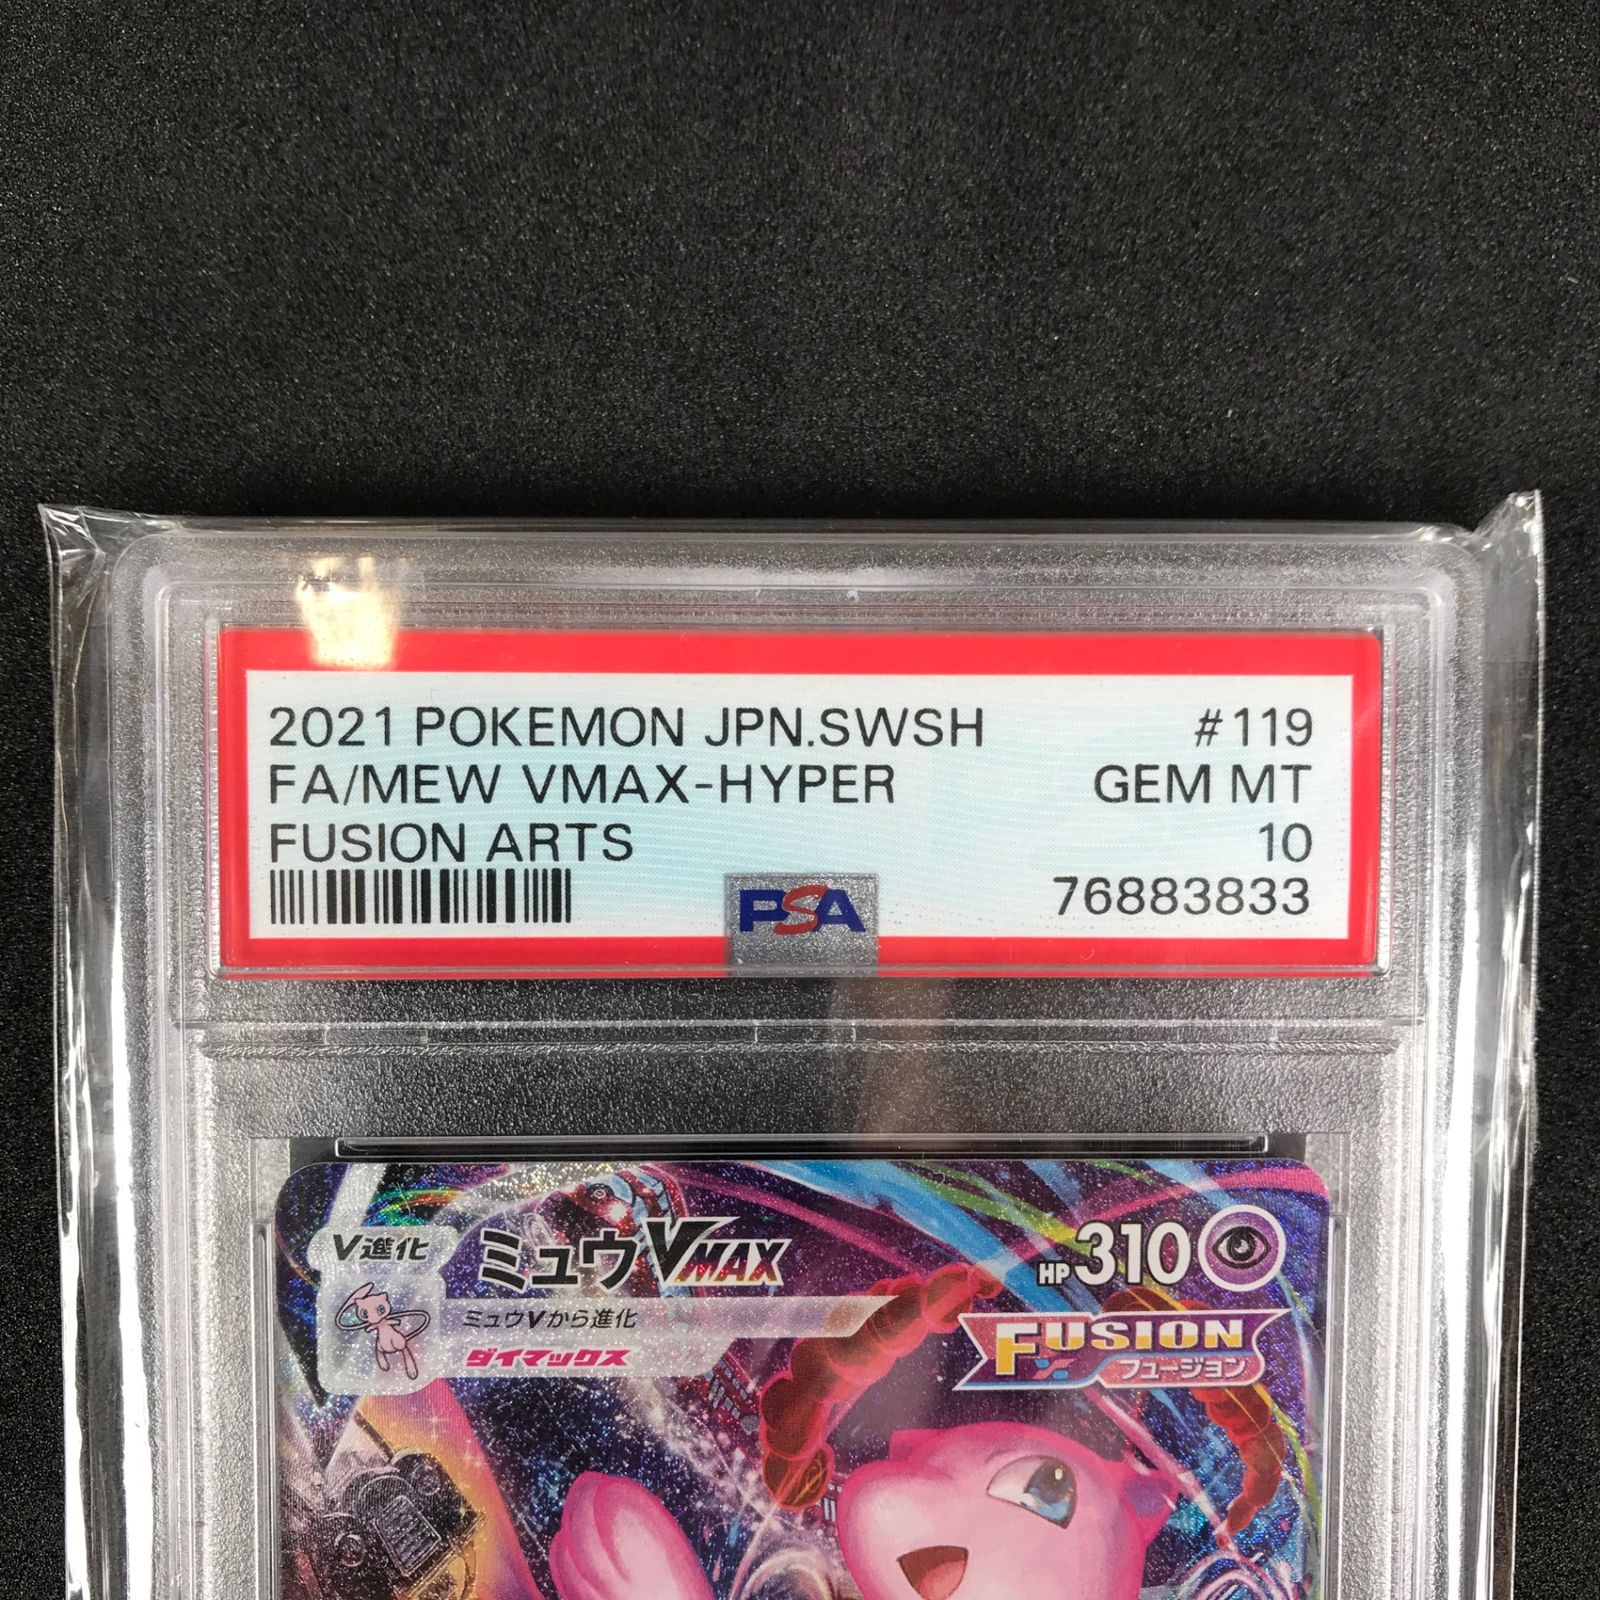 2021 POKEMON JPN.SWSH #119
FA/MEW VMAX-HYPER GEM MT
FUSION ARTS 10
PSA 76883833
V進化 ミュウVMAX HP310
ミュウVから進化
ダイマックス
FUSION
フュージョン